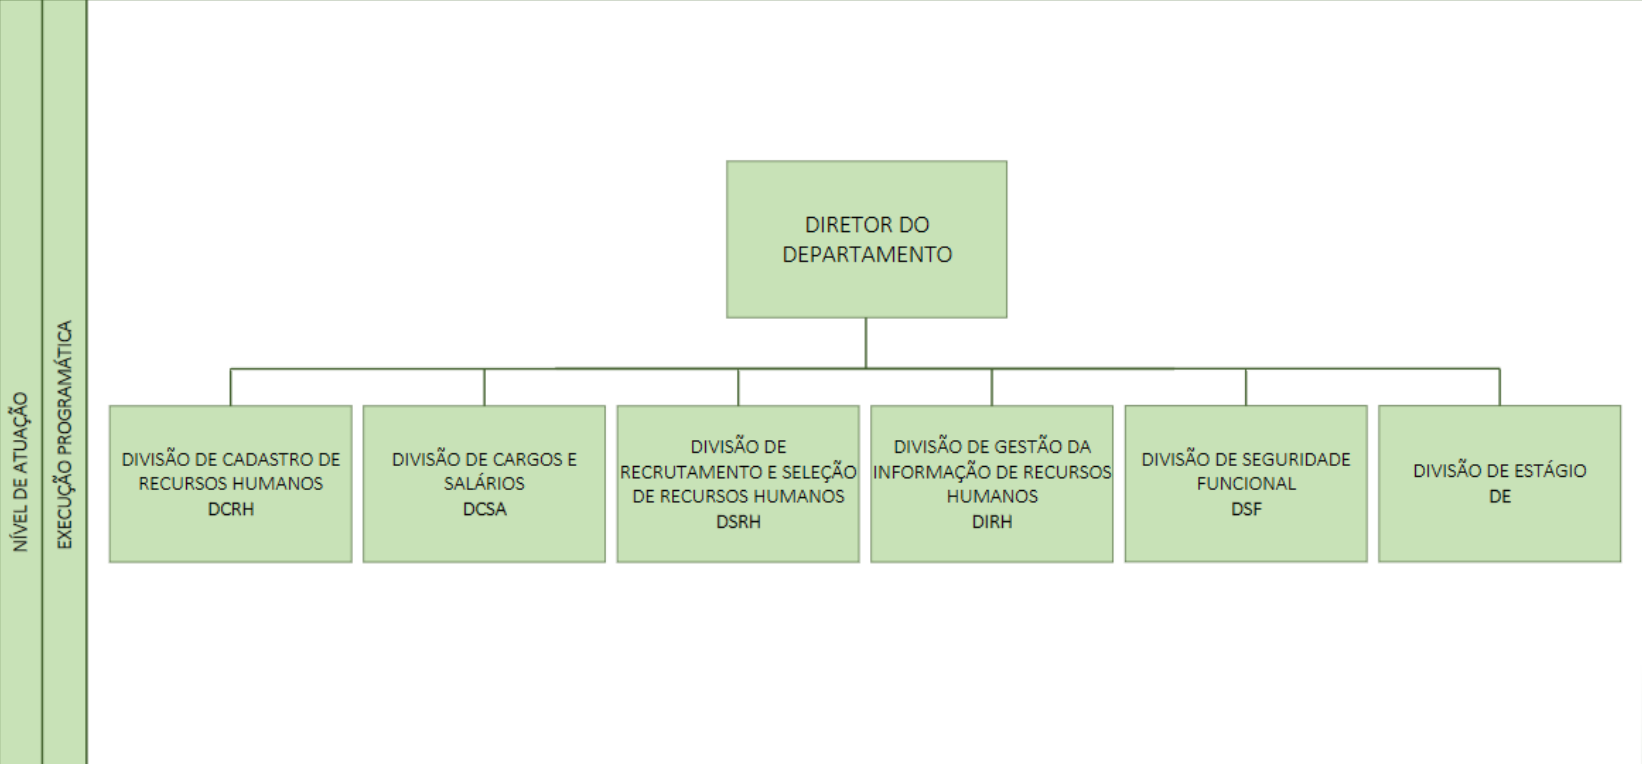 NÍVEL DE ATUAÇÃO
EXECUÇÃO PROGRAMÁTICA
DIRETOR DO
DEPARTAMENTO
DIVISÃO DE CADASTRO DE
RECURSOS HUMANOS
DCRH
DIVISÃO DE CARGOS E
SALÁRIOS
DCSA
DIVISÃO DE
RECRUTAMENTO E SELEÇÃO
DE RECURSOS HUMANOS
DSRH
DIVISÃO DE GESTÃO DA
INFORMAÇÃO DE RECURSOS
HUMANOS
DIRH
DIVISÃO DE SEGURIDADE
FUNCIONAL
DSF
DIVISÃO DE ESTÁGIO
DE